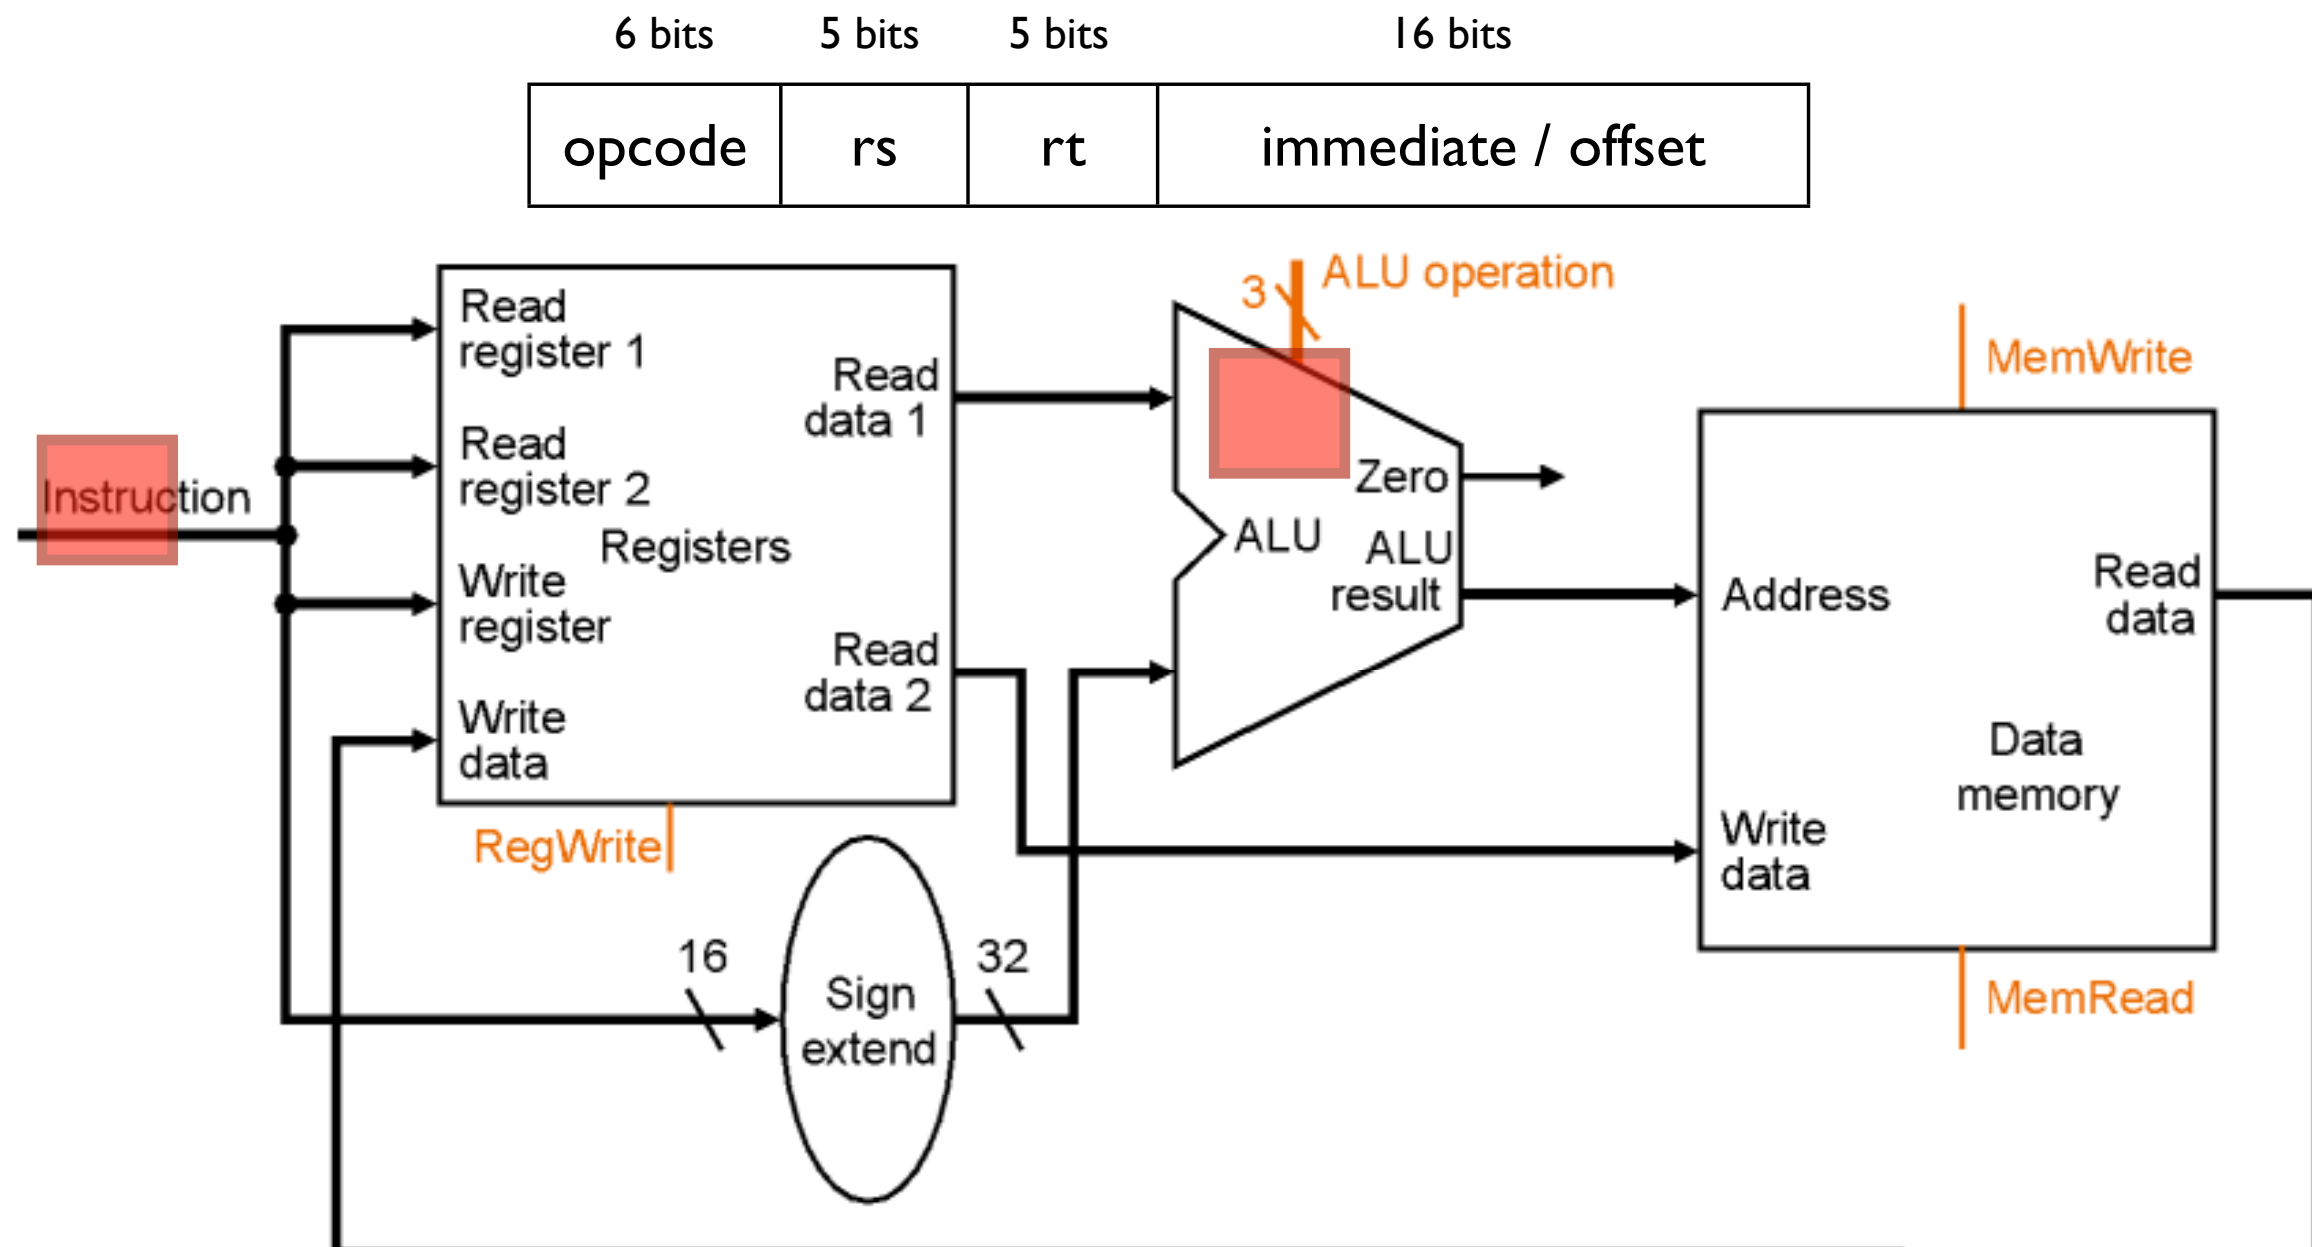 6 bits
5 bits
5 bits
16 bits
opcode
rs
rt
immediate / offset
Read
register 1
Read
register 2
Registers
Write
register
Write
data
Read
data 1
Read
data 2
Instruction
RegWrite
16
Sign
extend
32
3
ALU operation
Zero
ALU
ALU
result
MemWrite
Address
Read
data
Data
memory
Write
data
MemRead